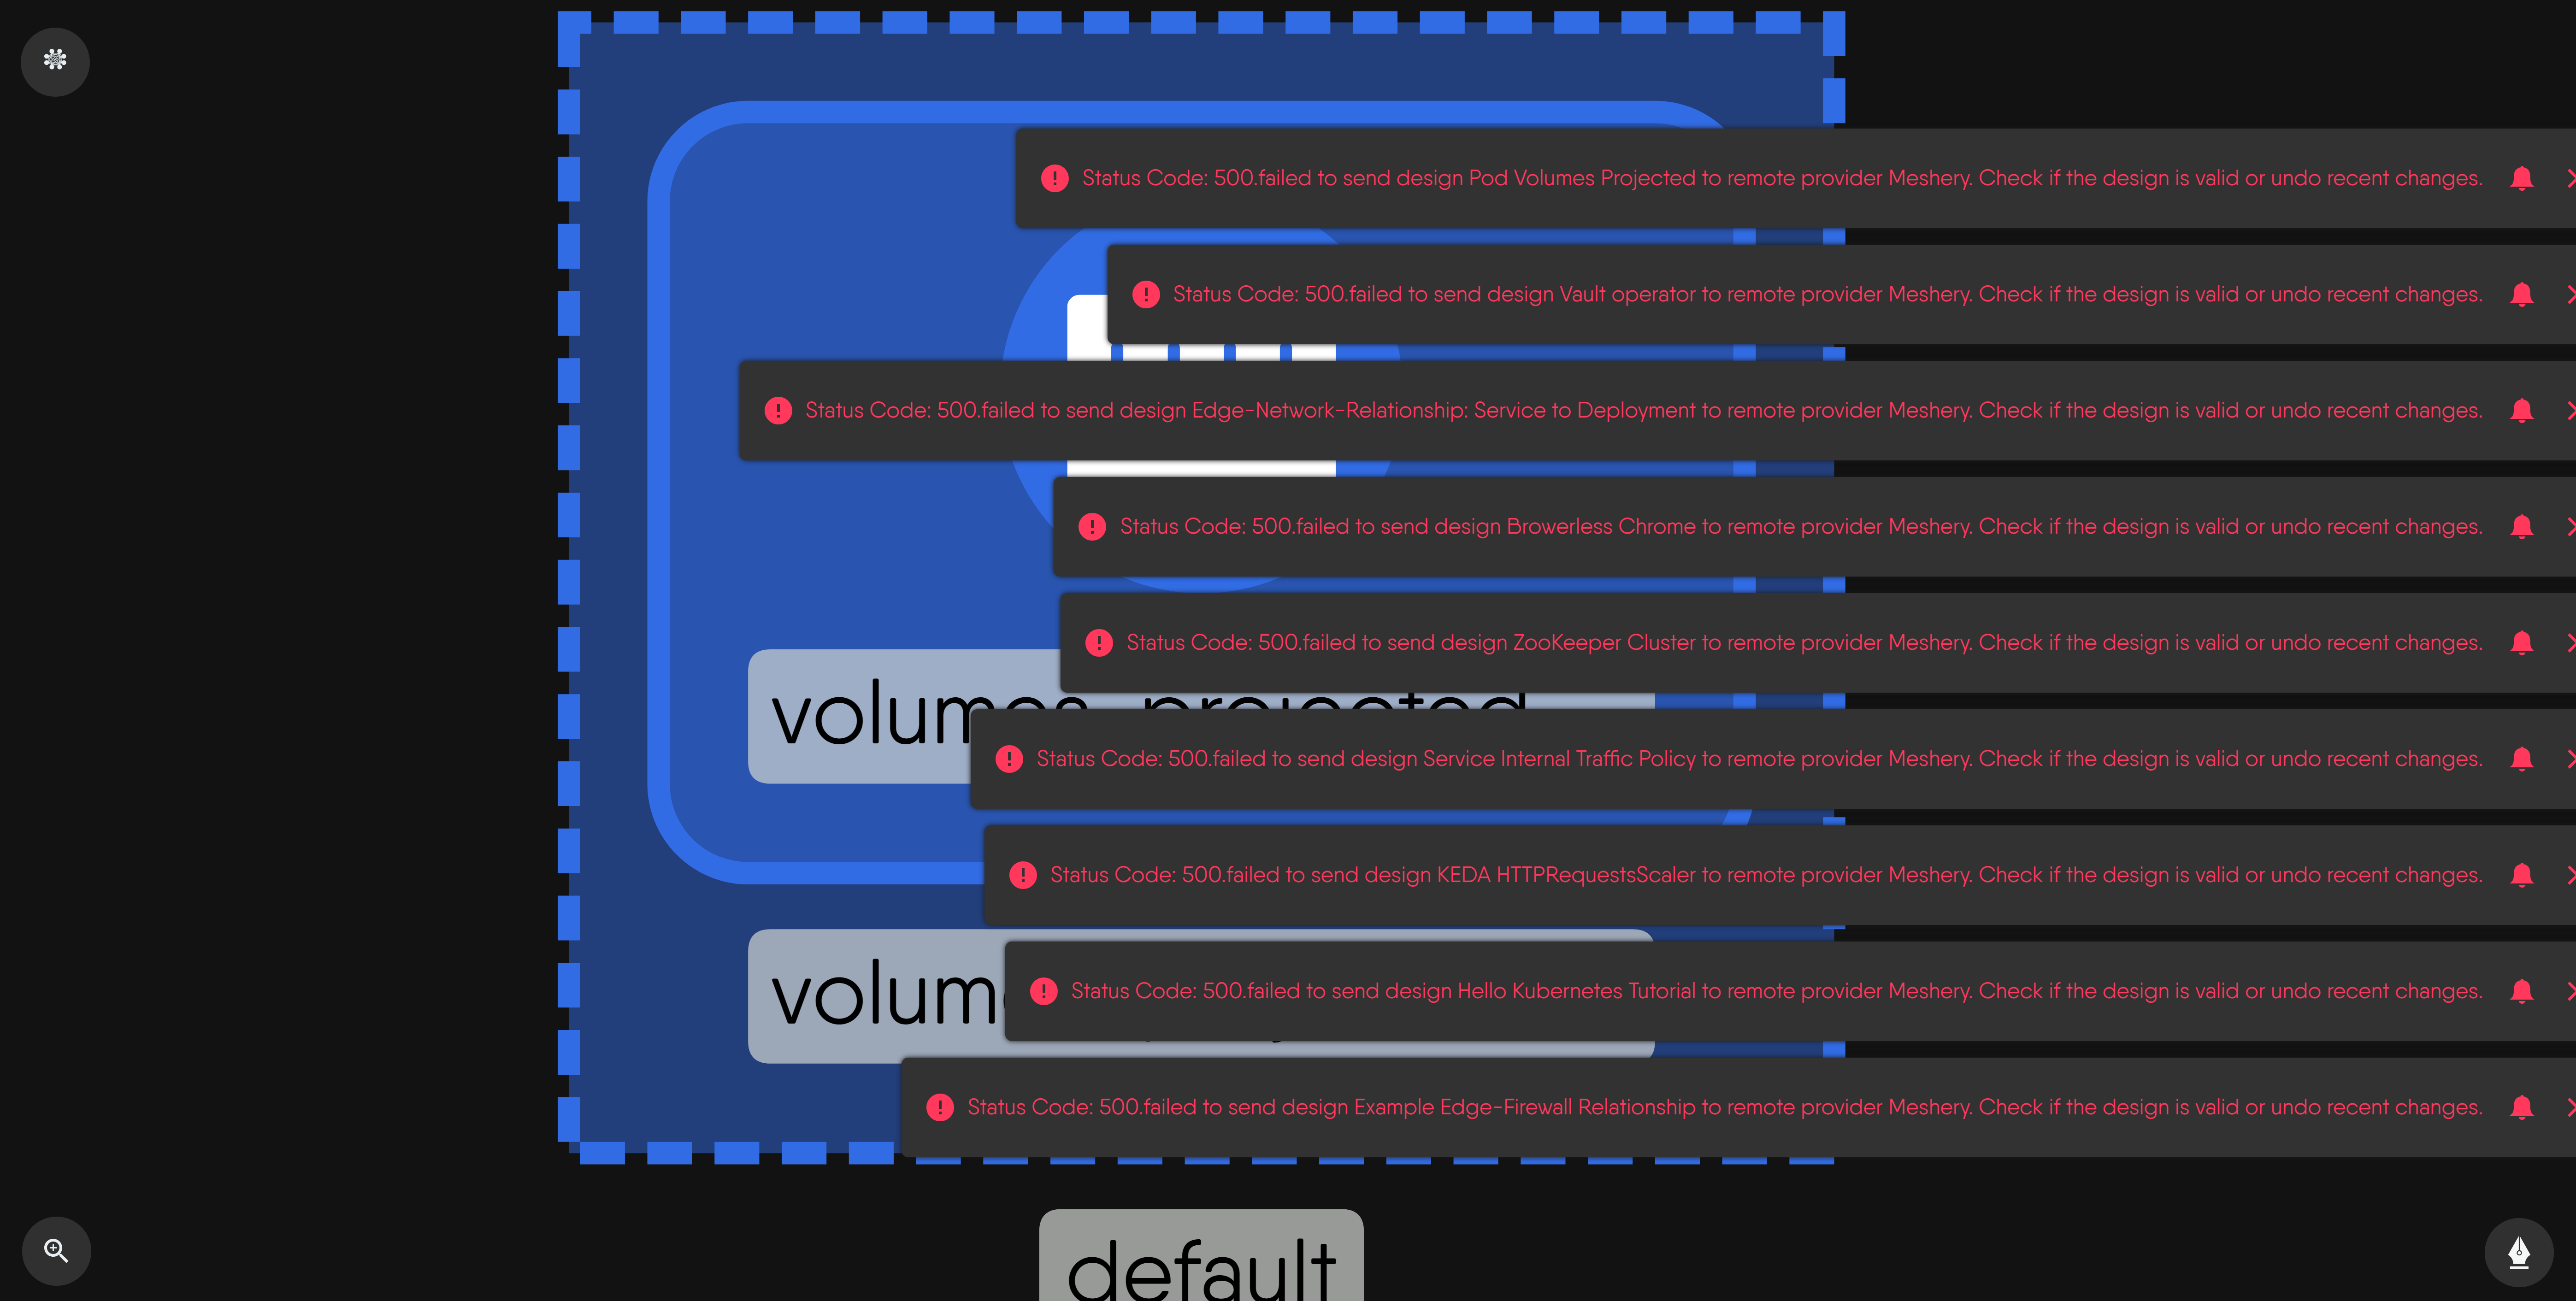 Status Code: 500.failed to send design Pod Volumes Projected to remote provider Meshery. Check if the design is valid or undo recent changes.
Status Code: 500.failed to send design Vault operator to remote provider Meshery. Check if the design is valid or undo recent changes.
Status Code: 500.failed to send design Edge-Network-Relationship: Service to Deployment to remote provider Meshery. Check if the design is valid or undo recent changes.
Status Code: 500.failed to send design Browerless Chrome to remote provider Meshery. Check if the design is valid or undo recent changes.
Status Code: 500.failed to send design ZooKeeper Cluster to remote provider Meshery. Check if the design is valid or undo recent changes.
volumes projected
Status Code: 500.failed to send design Service Internal Traffic Policy to remote provider Meshery. Check if the design is valid or undo recent changes.
Status Code: 500.failed to send design KEDA HTTPRequestsScaler to remote provider Meshery. Check if the design is valid or undo recent changes.
volum
Status Code: 500.failed to send design Hello Kubernetes Tutorial to remote provider Meshery. Check if the design is valid or undo recent changes.
Status Code: 500.failed to send design Example Edge-Firewall Relationship to remote provider Meshery. Check if the design is valid or undo recent changes.
default